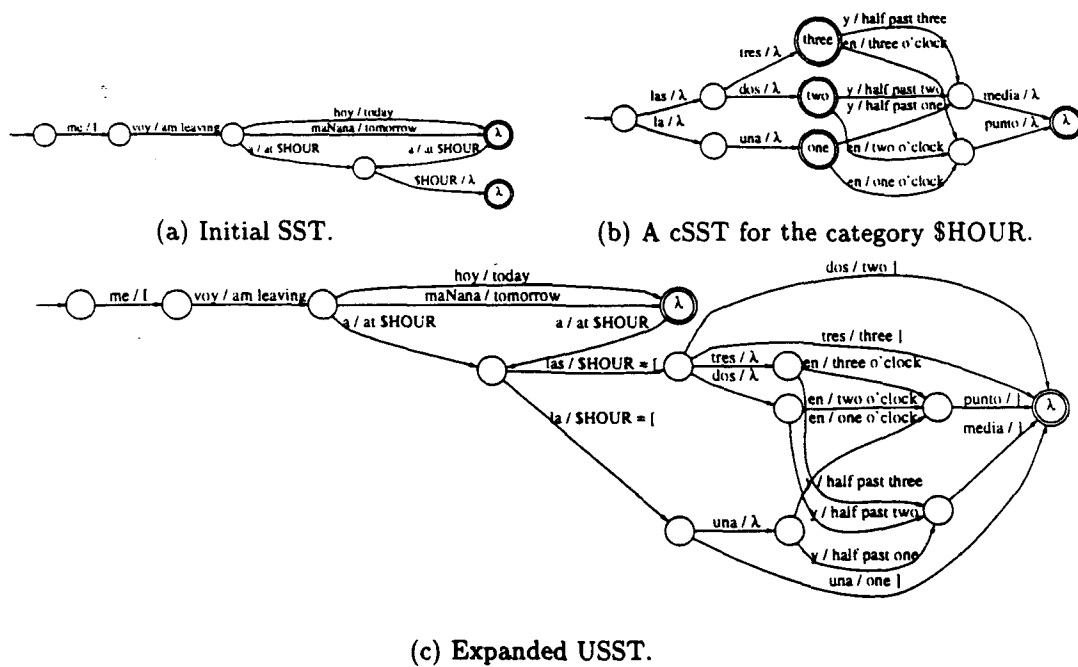 me / [
voy / am leaving
hoy / today
maNana / tomorrow
a / at $HOUR
a / at $HOUR
$HOUR / λ
λ
λ
(a) Initial SST.
las / λ
la / λ
tres / λ
dos / λ
una / λ
three
two
one
y / half past three
en / three o'clock
y / half past two
y / half past one
en / two o'clock
en / one o'clock
media / λ
punto / λ
λ
(b) A cSST for the category $HOUR.
me / [
voy / am leaving
hoy / today
maNana / tomorrow
a / at $HOUR
a / at $HOUR
λ
las / $HOUR = [
la / $HOUR = [
dos / two ]
tres / three ]
tres / λ
dos / λ
en / three o'clock
en / two o'clock
en / one o'clock
punto / ]
media / ]
λ
y / half past three
y / half past two
una / λ
y / half past one
una / one ]
(c) Expanded USST.